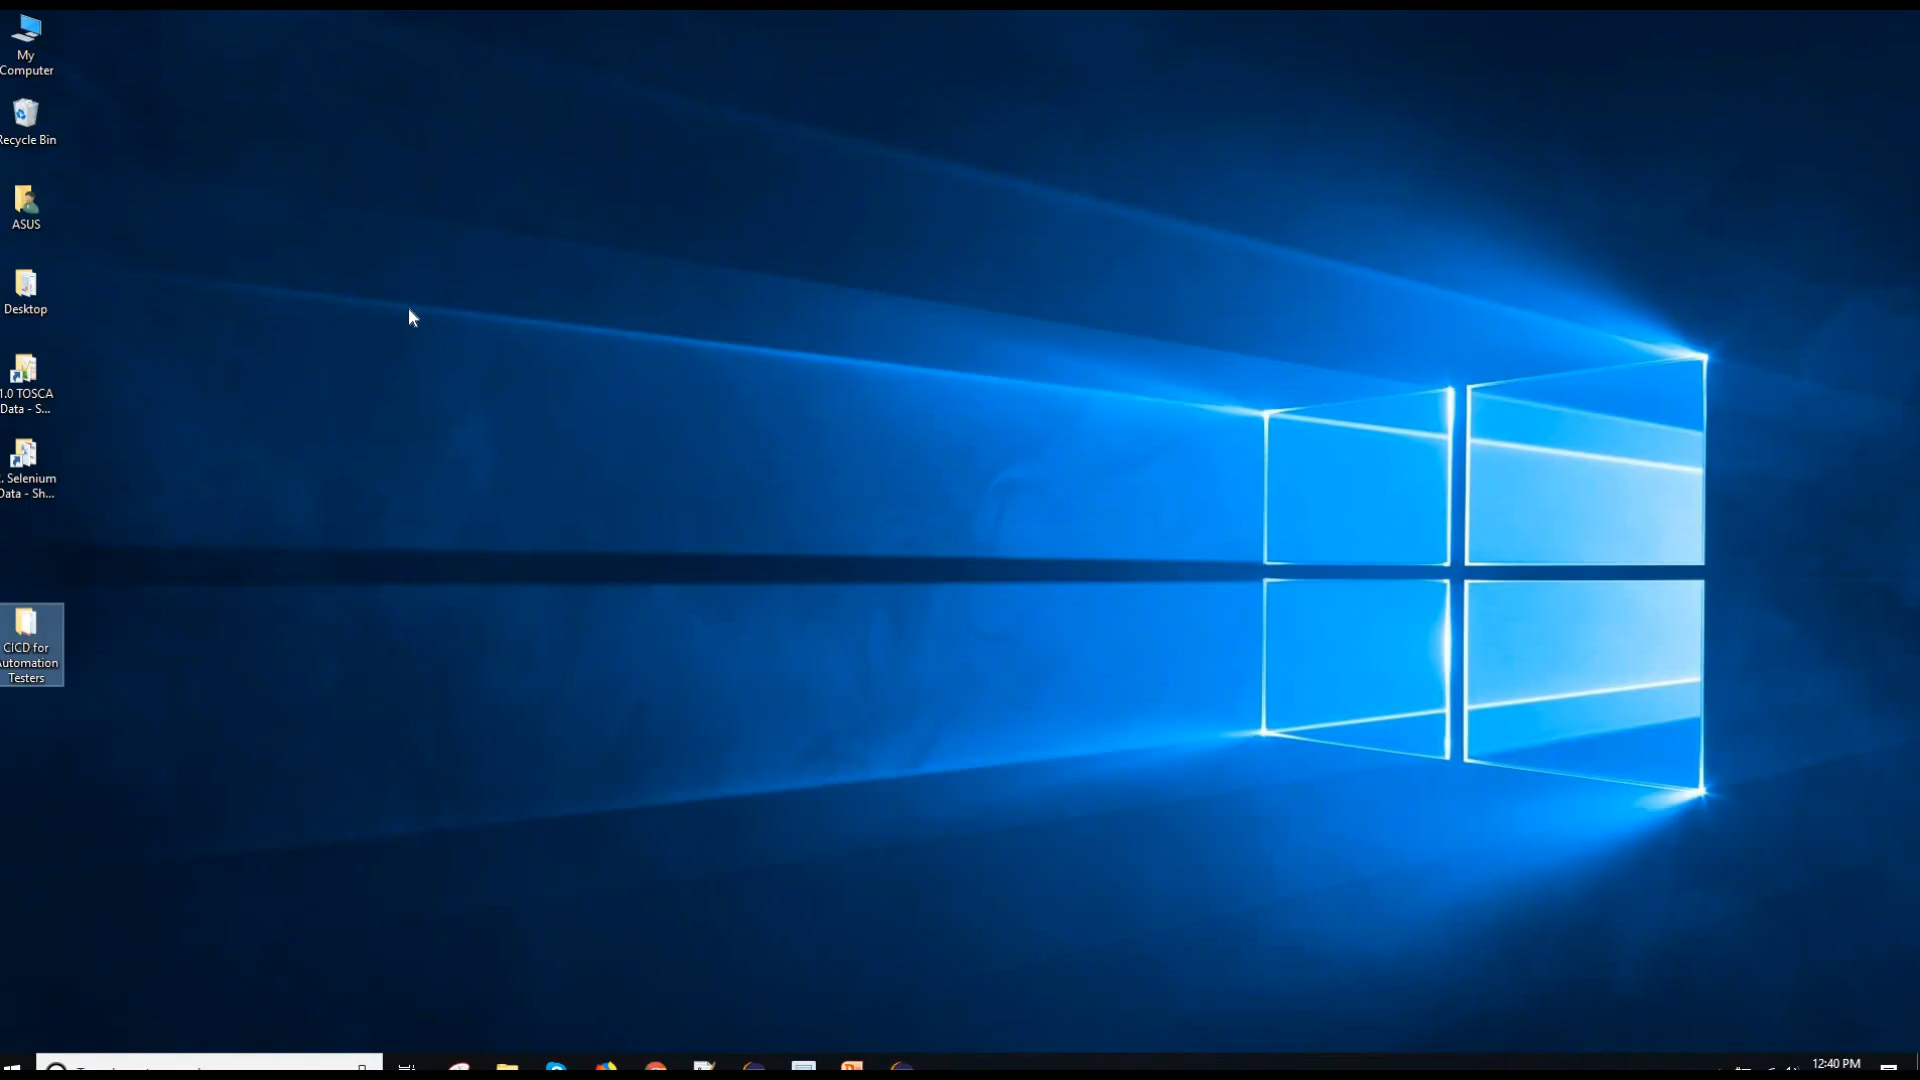 My
Computer
Recycle Bin
ASUS
Desktop
1.0 TOSCA
Data - S...
. Selenium
Data - Sh...
CICD for
Automation
Testers
12:40 PM